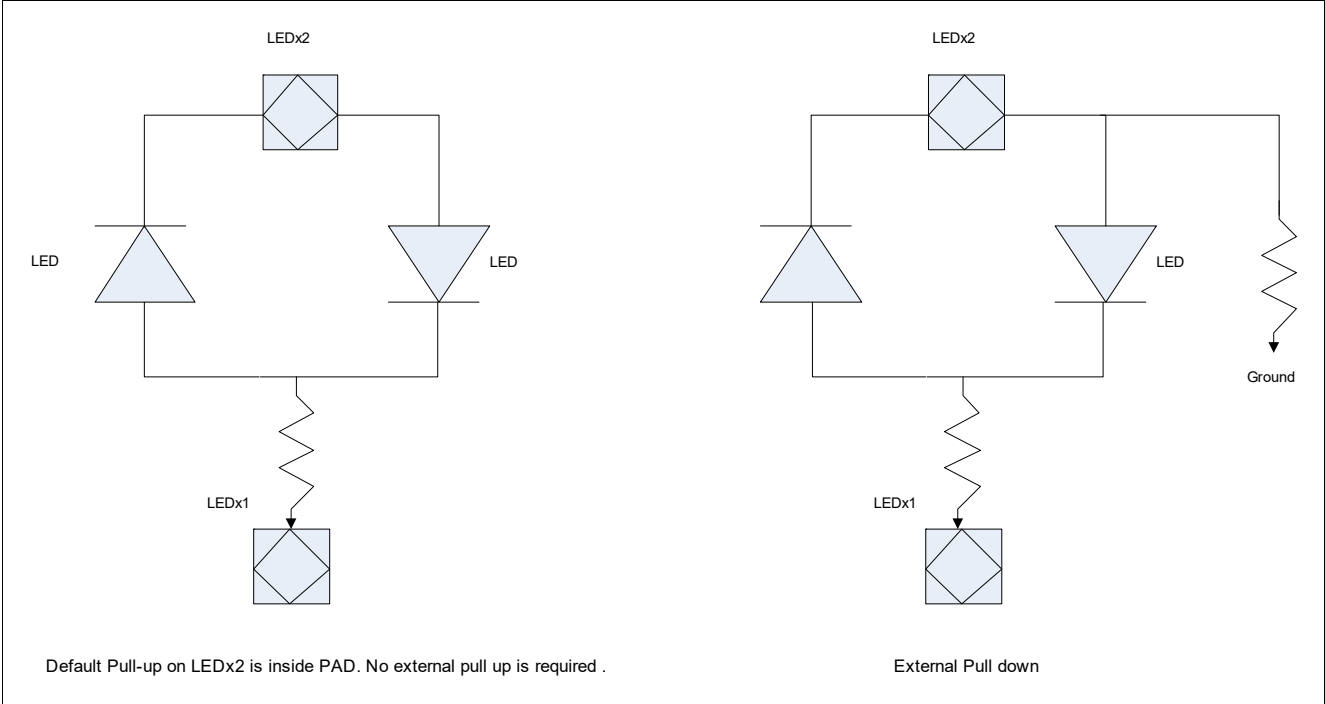 LEDx2
LED
LED
LEDx1
Default Pull-up on LEDx2 is inside PAD. No external pull up is required .
LEDx2
LED
Ground
LEDx1
External Pull down